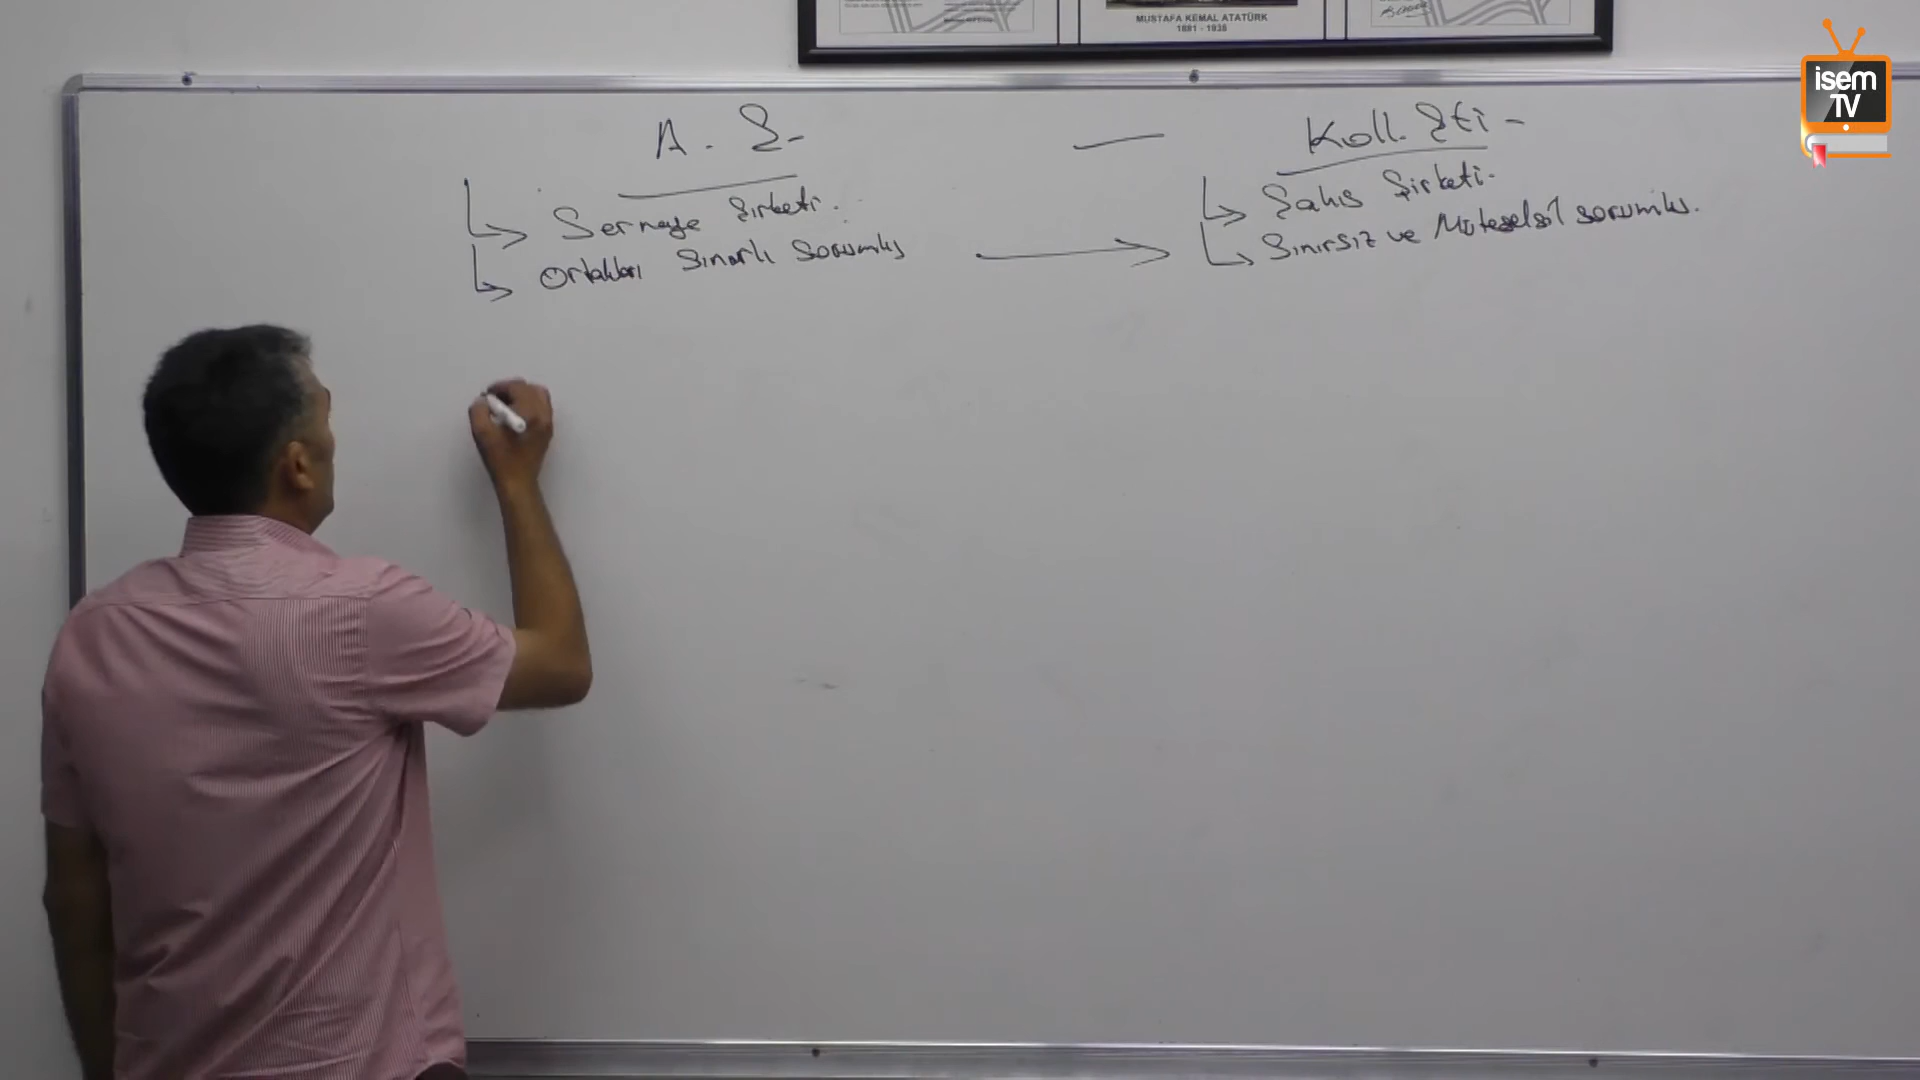 MUSTAFA KEMAL ATATÜRK
1881 - 1938
isem
TV
A. Ş. — Koll. Şti -
Sermaye Şirketi.
Ortakları Sınırlı Sorumlu
Şahıs Şirketi.
Sınırsız ve Müteselsil sorumlu.